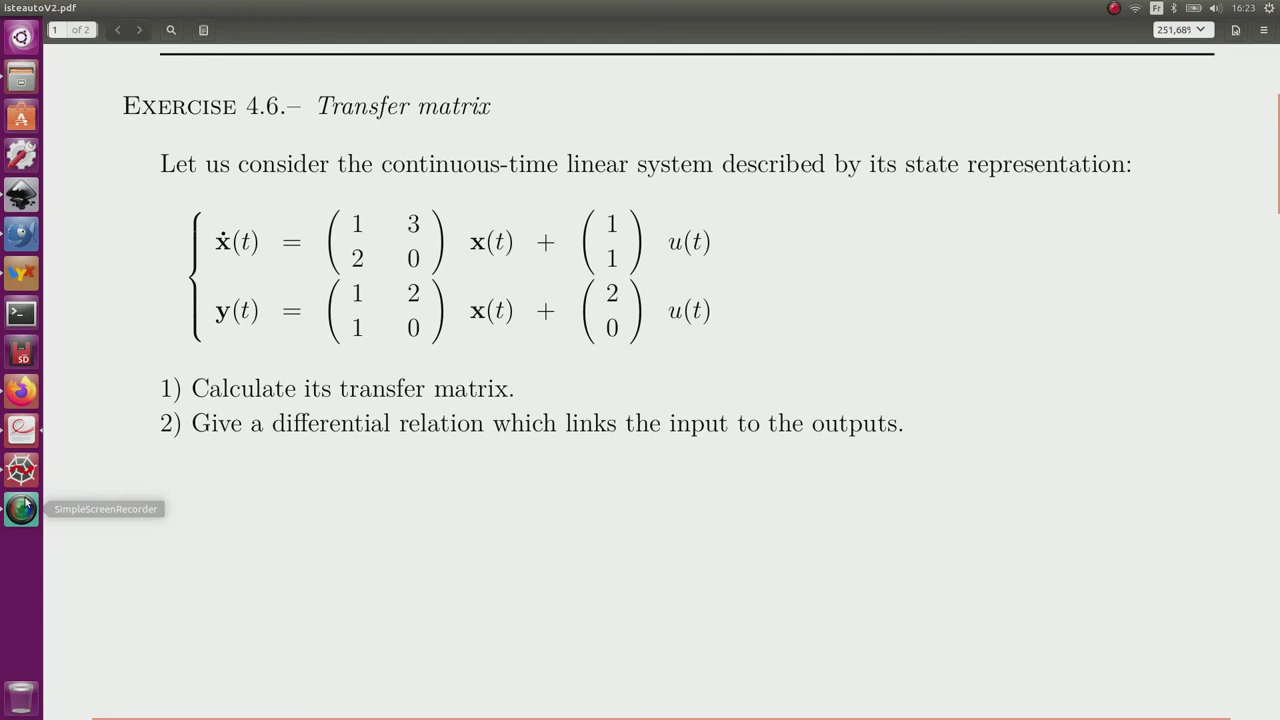 lsteautoV2.pdf
Fr
16:23
1 of 2
251,68%
EXERCISE 4.6.– Transfer matrix
Let us consider the continuous-time linear system described by its state representation:
{ ẋ(t) = ( 1 3 ; 2 0 ) x(t) + ( 1 ; 1 ) u(t)
y(t) = ( 1 2 ; 1 0 ) x(t) + ( 2 ; 0 ) u(t)
1) Calculate its transfer matrix.
2) Give a differential relation which links the input to the outputs.
SD
SimpleScreenRecorder